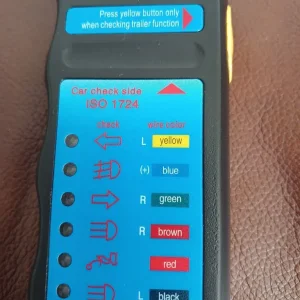 Press yellow button only
when checking trailer function
Car check side
ISO 1724
L yellow
(+) blue
R green
R brown
red
L black